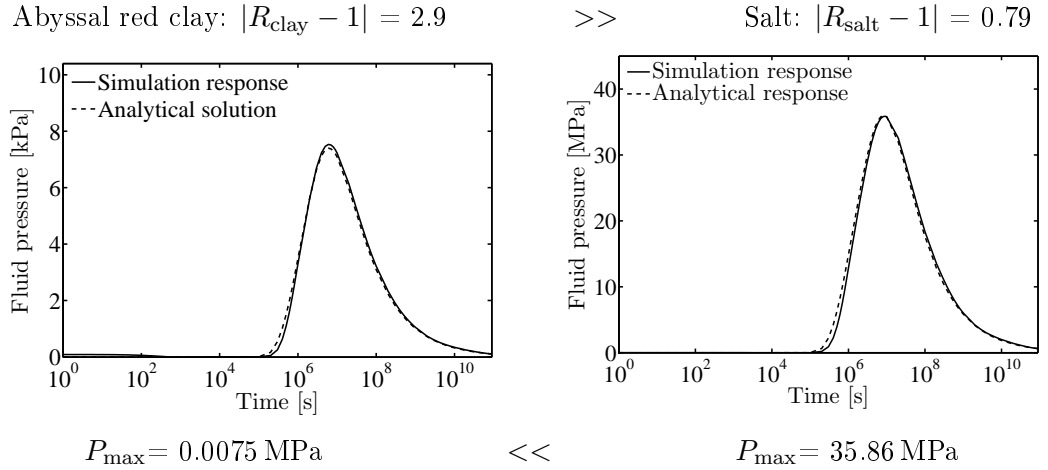 Abyssal red clay: |R_clay − 1| = 2.9 >> Salt: |R_salt − 1| = 0.79
Simulation response
Analytical solution
Fluid pressure [kPa]
10
8
6
4
2
0
10^0 10^2 10^4 10^6 10^8 10^10
Time [s]
Simulation response
Analytical response
Fluid pressure [MPa]
40
30
20
10
0
10^0 10^2 10^4 10^6 10^8 10^10
Time [s]
P_max = 0.0075 MPa << P_max = 35.86 MPa